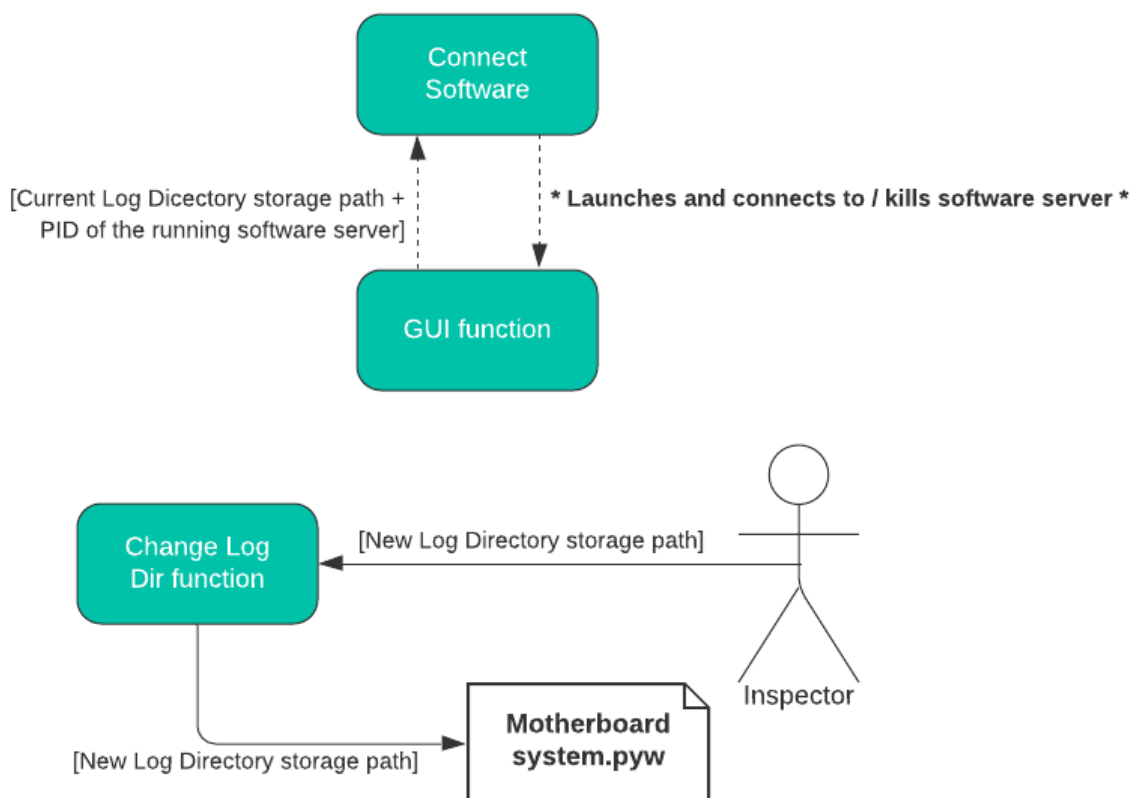 Connect
Software
[Current Log Dicectory storage path +
PID of the running software server]
* Launches and connects to / kills software server *
GUI function
Change Log
Dir function
[New Log Directory storage path]
Inspector
Motherboard
system.pyw
[New Log Directory storage path]